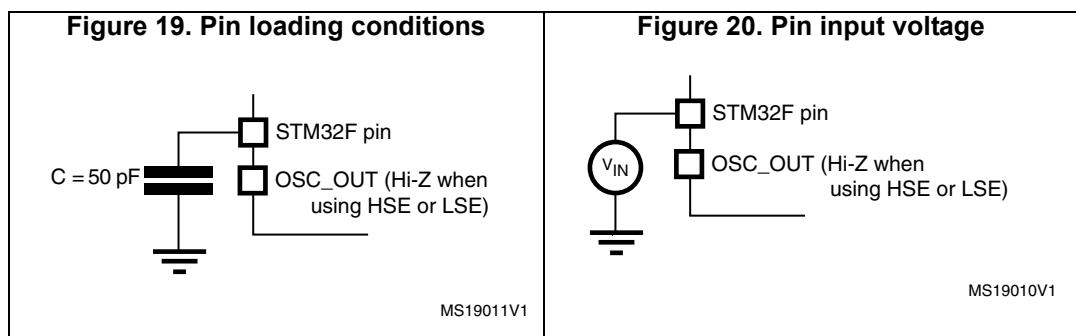 Figure 19. Pin loading conditions
STM32F pin
C = 50 pF
OSC_OUT (Hi-Z when
using HSE or LSE)
MS19011V1
Figure 20. Pin input voltage
STM32F pin
VIN
OSC_OUT (Hi-Z when
using HSE or LSE)
MS19010V1